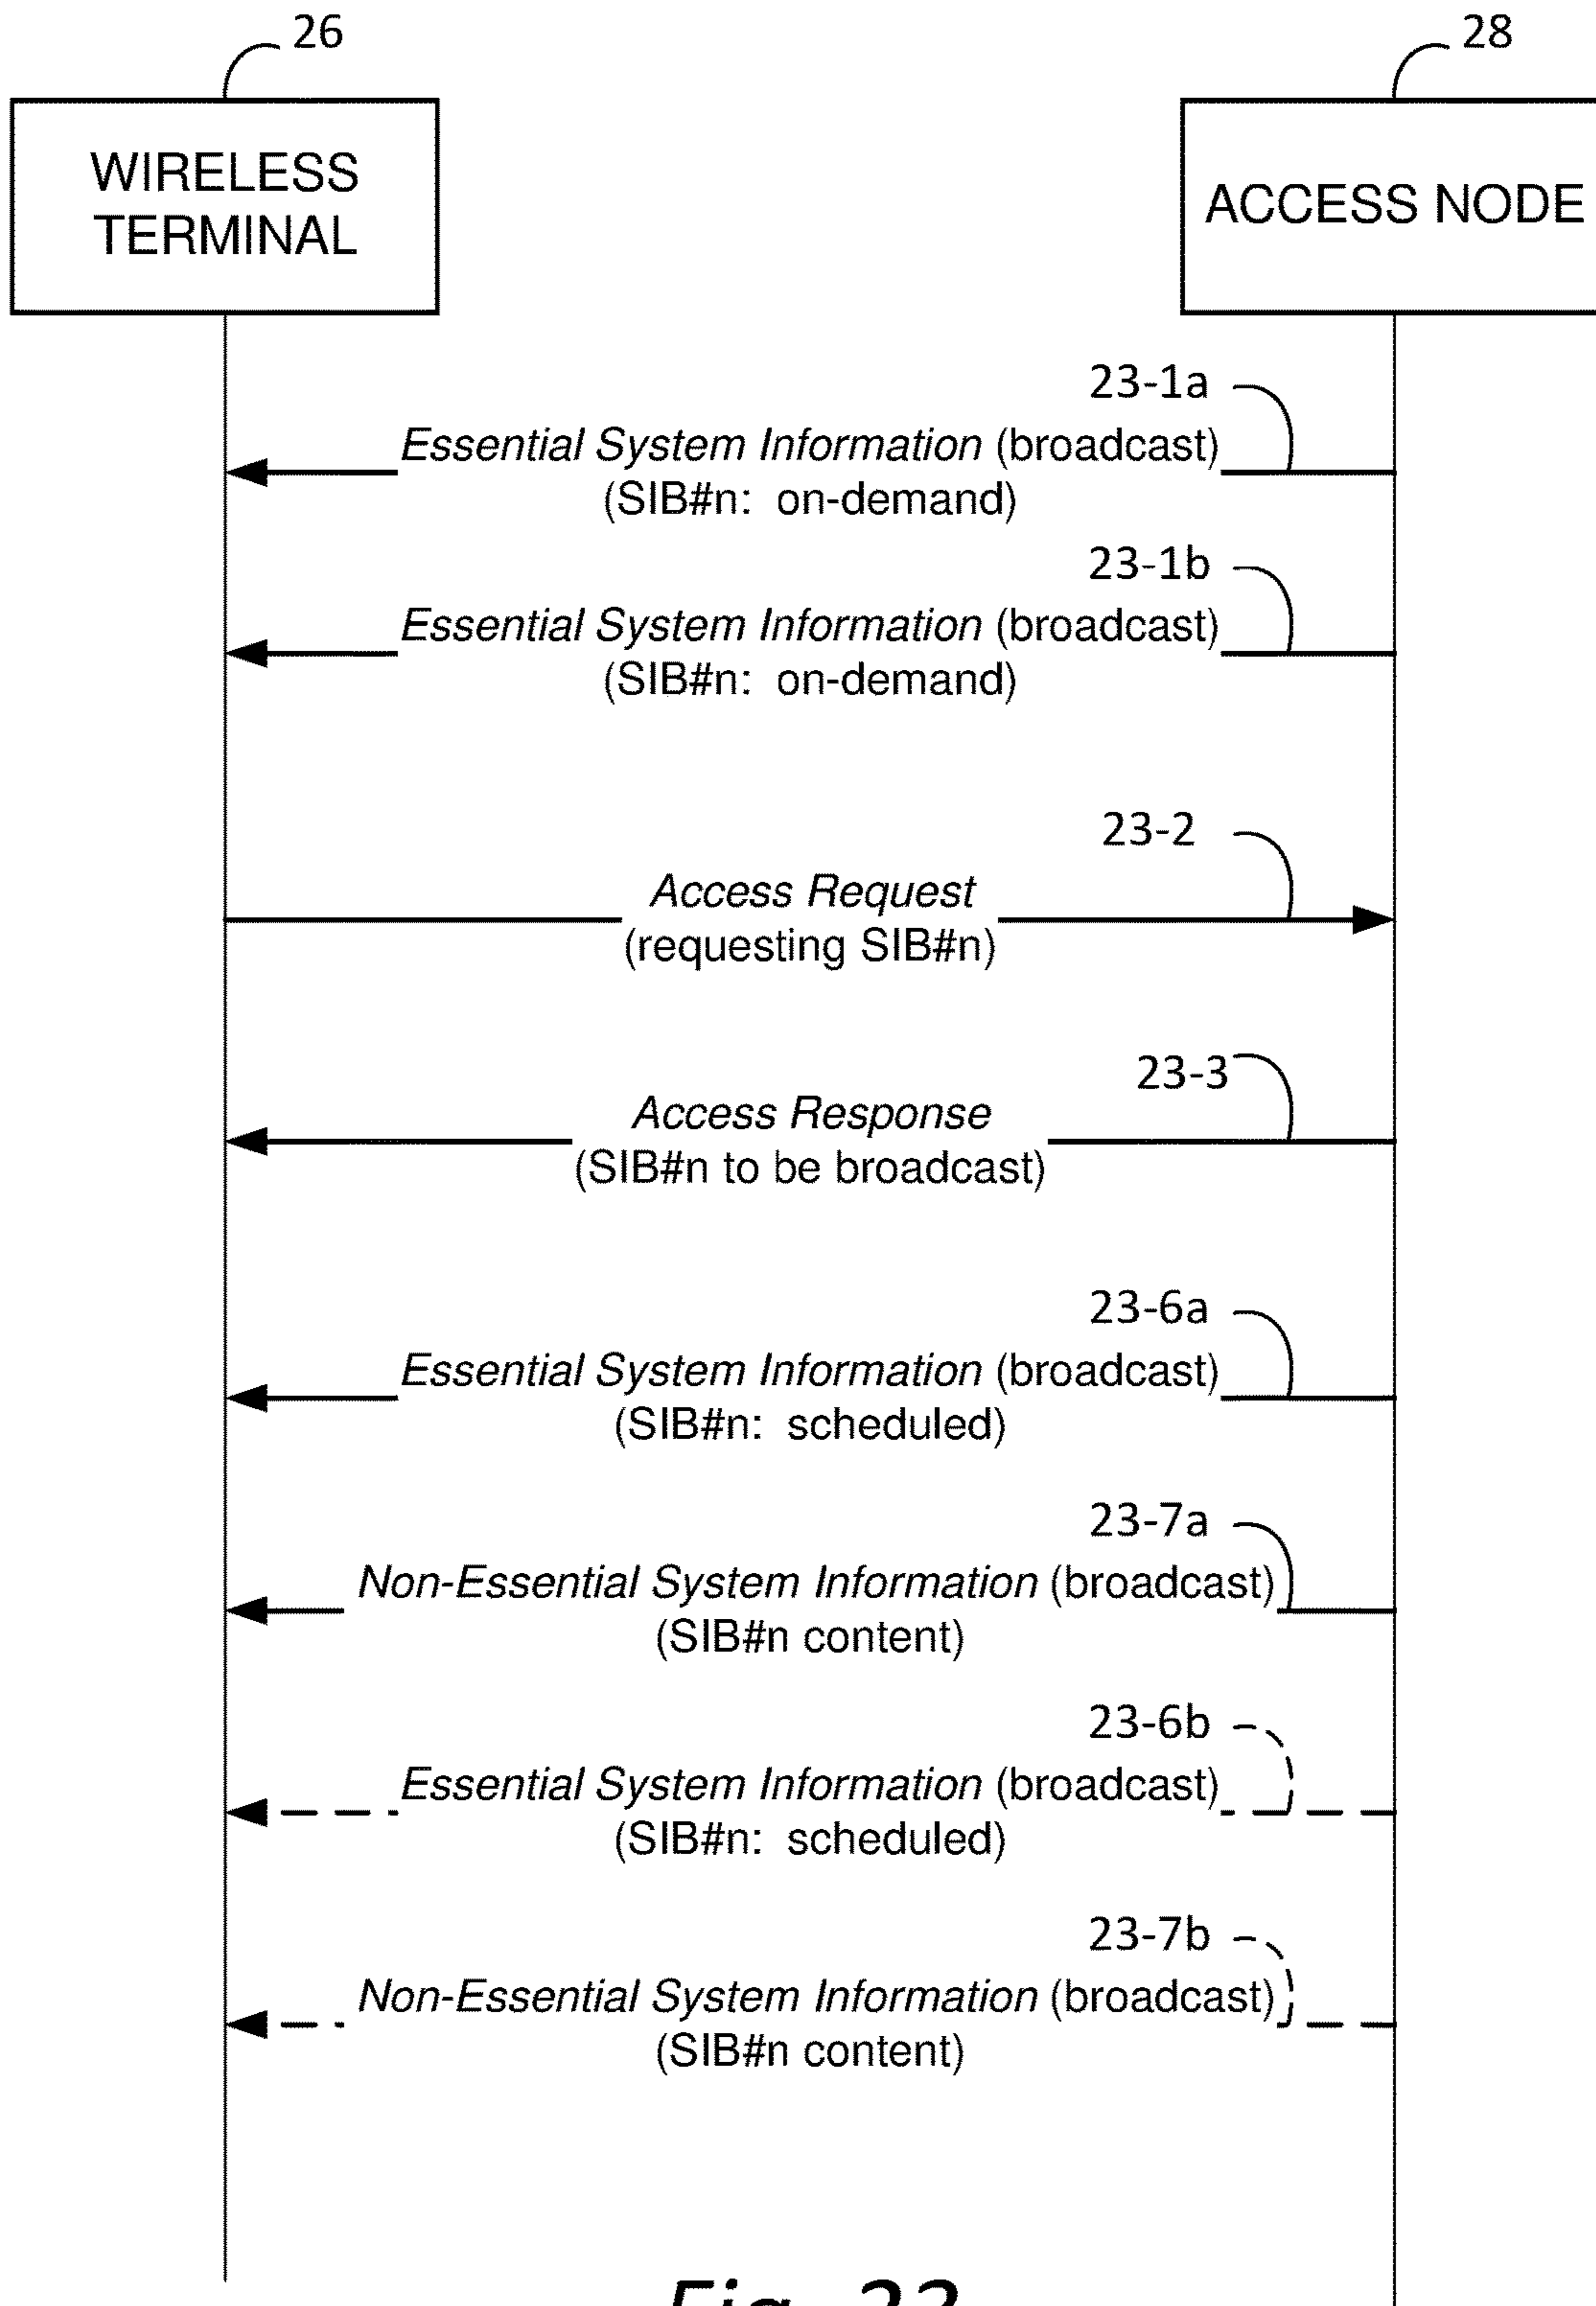 26
28
WIRELESS
TERMINAL
ACCESS NODE
23-1a
Essential System Information (broadcast)
(SIB#n: on-demand)
23-1b
Essential System Information (broadcast)
(SIB#n: on-demand)
23-2
Access Request
(requesting SIB#n)
23-3
Access Response
(SIB#n to be broadcast)
23-6a
Essential System Information (broadcast)
(SIB#n: scheduled)
23-7a
Non-Essential System Information (broadcast)
(SIB#n content)
23-6b
Essential System Information (broadcast)
(SIB#n: scheduled)
23-7b
Non-Essential System Information (broadcast)
(SIB#n content)
Fig.